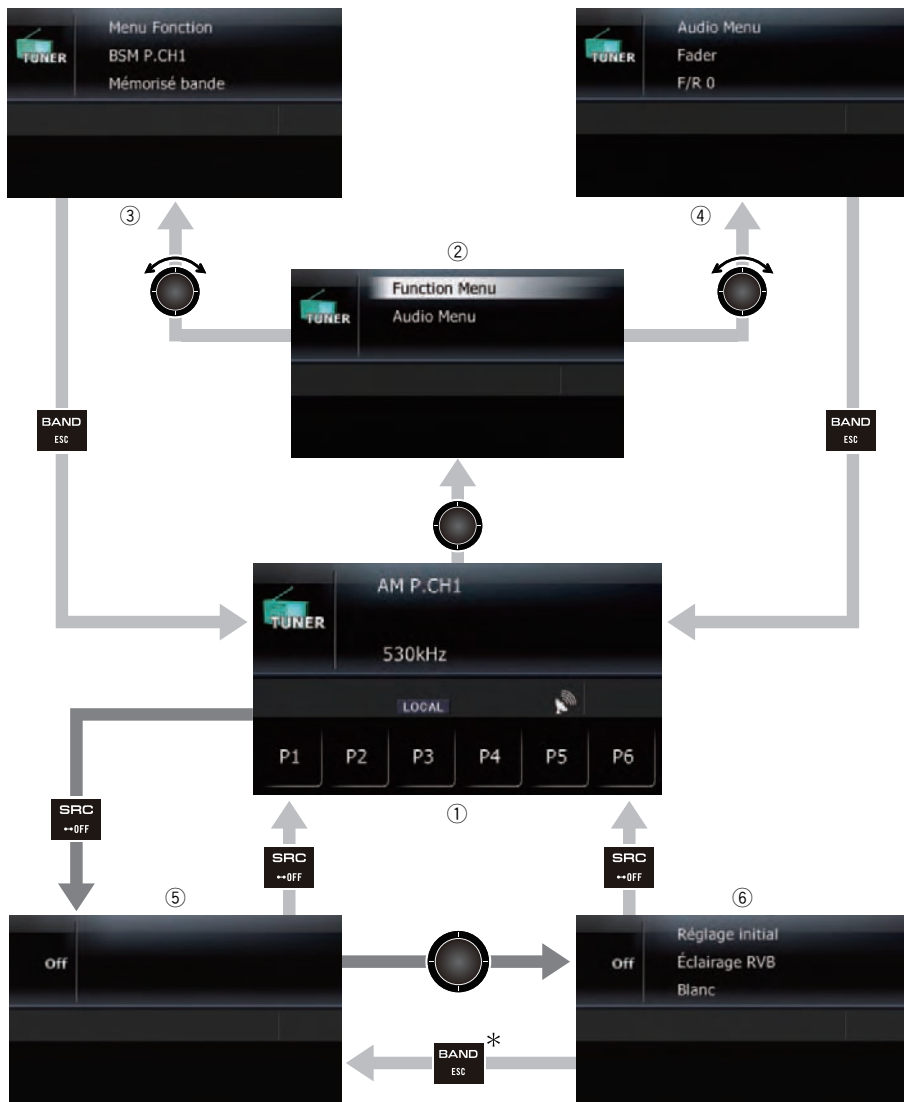 Menu Fonction
TUNER
BSM P.CH1
Mémorisé bande
Audio Menu
TUNER
Fader
F/R 0
③
④
②
Function Menu
TUNER
Audio Menu
BAND
ESC
BAND
ESC
AM P.CH1
TUNER
530kHz
LOCAL
P1 P2 P3 P4 P5 P6
①
SRC
OFF
SRC
OFF
SRC
OFF
⑤
⑥
Off
Réglage initial
Off
Éclairage RVB
Blanc
BAND
ESC
*